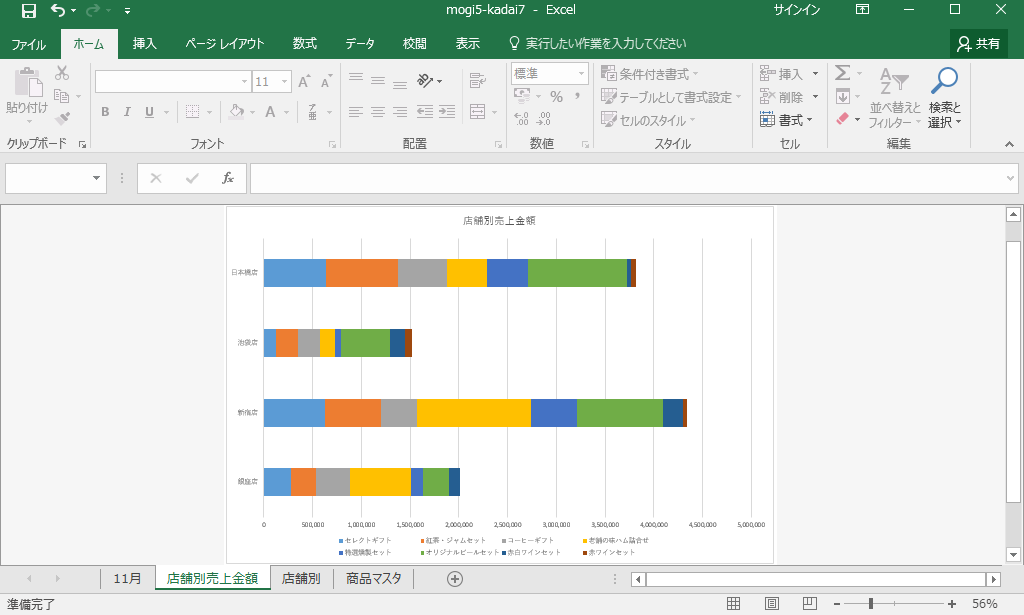 mogi5-kadai7 - Excel サインイン
ファイル ホーム 挿入 ページ レイアウト 数式 データ 校閲 表示 実行したい作業を入力してください 共有
貼り付け B I U 11 A A A 標準 % , 条件付き書式 テーブルとして書式設定 セルのスタイル 挿入 削除 書式 Σ 並べ替えと フィルター 検索と 選択
クリップボード フォント 配置 数値 スタイル セル 編集
fx
店舗別売上金額
日本橋店
池袋店
新宿店
銀座店
0 500,000 1,000,000 1,500,000 2,000,000 2,500,000 3,000,000 3,500,000 4,000,000 4,500,000 5,000,000
セレクトギフト 紅茶・ジャムセット コーヒーギフト 老舗の味ハム詰合せ
特選燻製セット オリジナルビールセット 赤白ワインセット 赤ワインセット
11月 店舗別売上金額 店舗別 商品マスタ
準備完了 56%